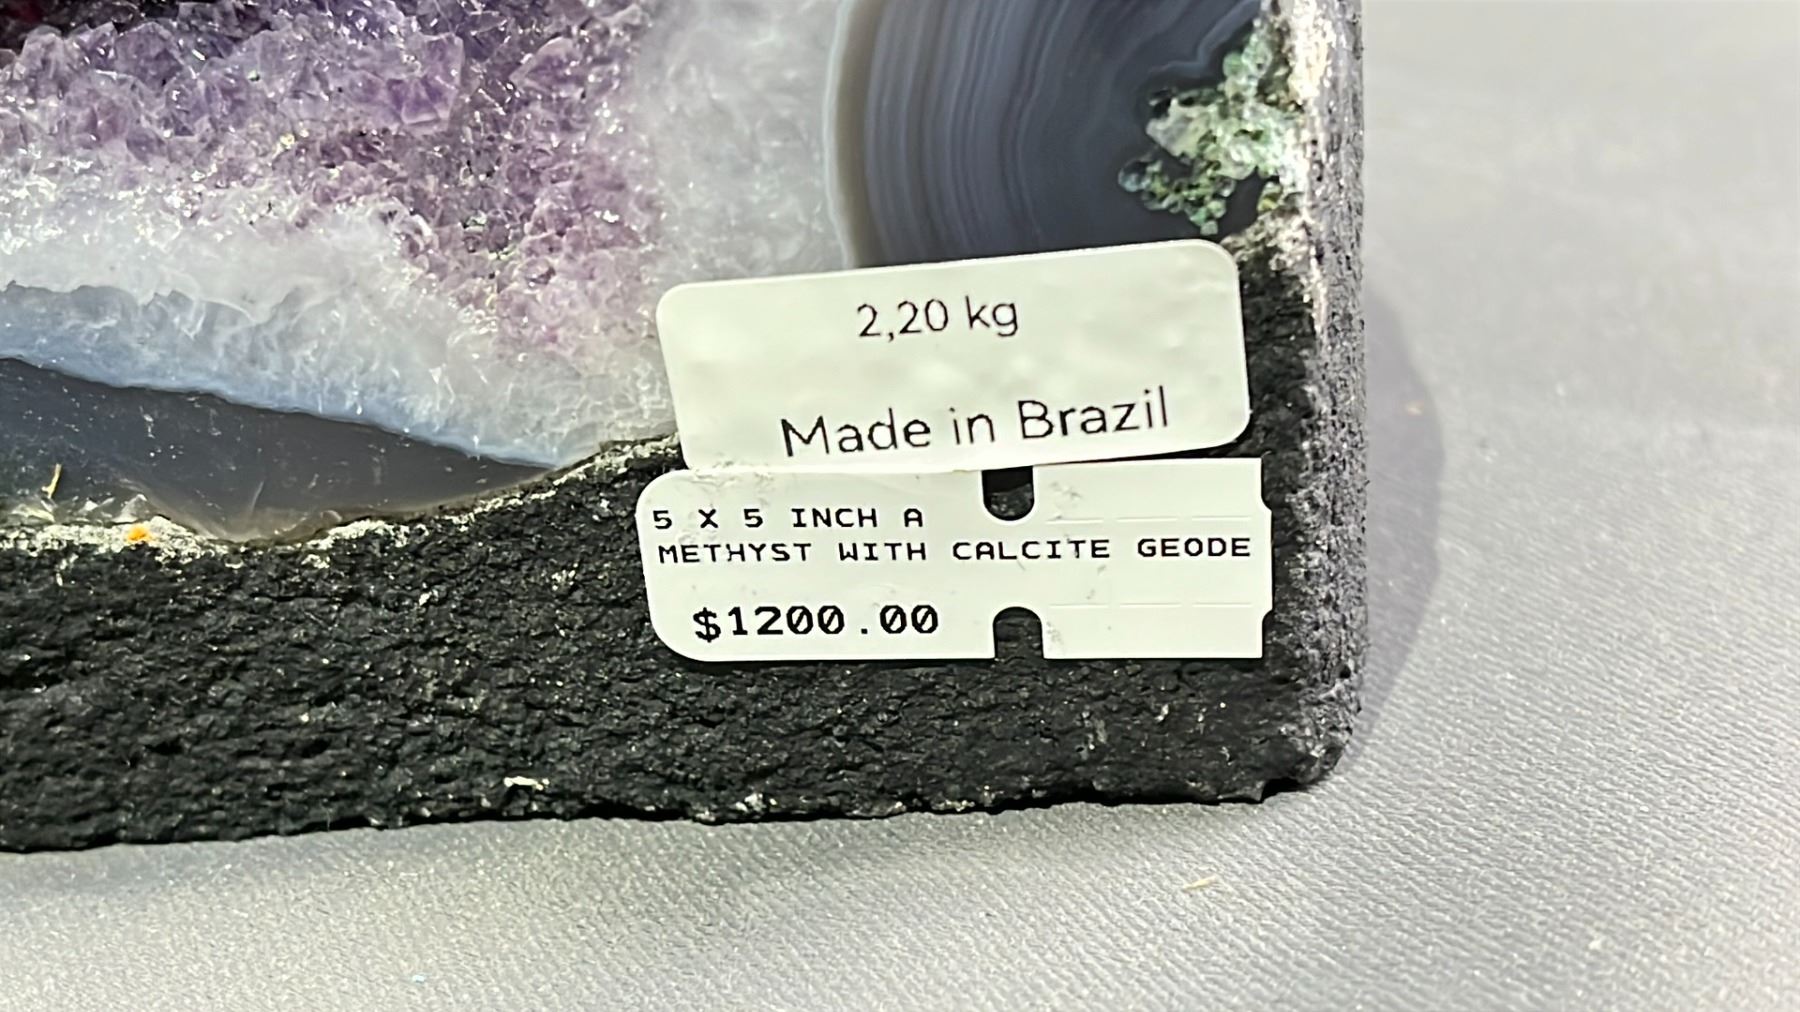 2,20 kg
Made in Brazil
5 X 5 INCH A
METHYST WITH CALCITE GEODE
$1200.00